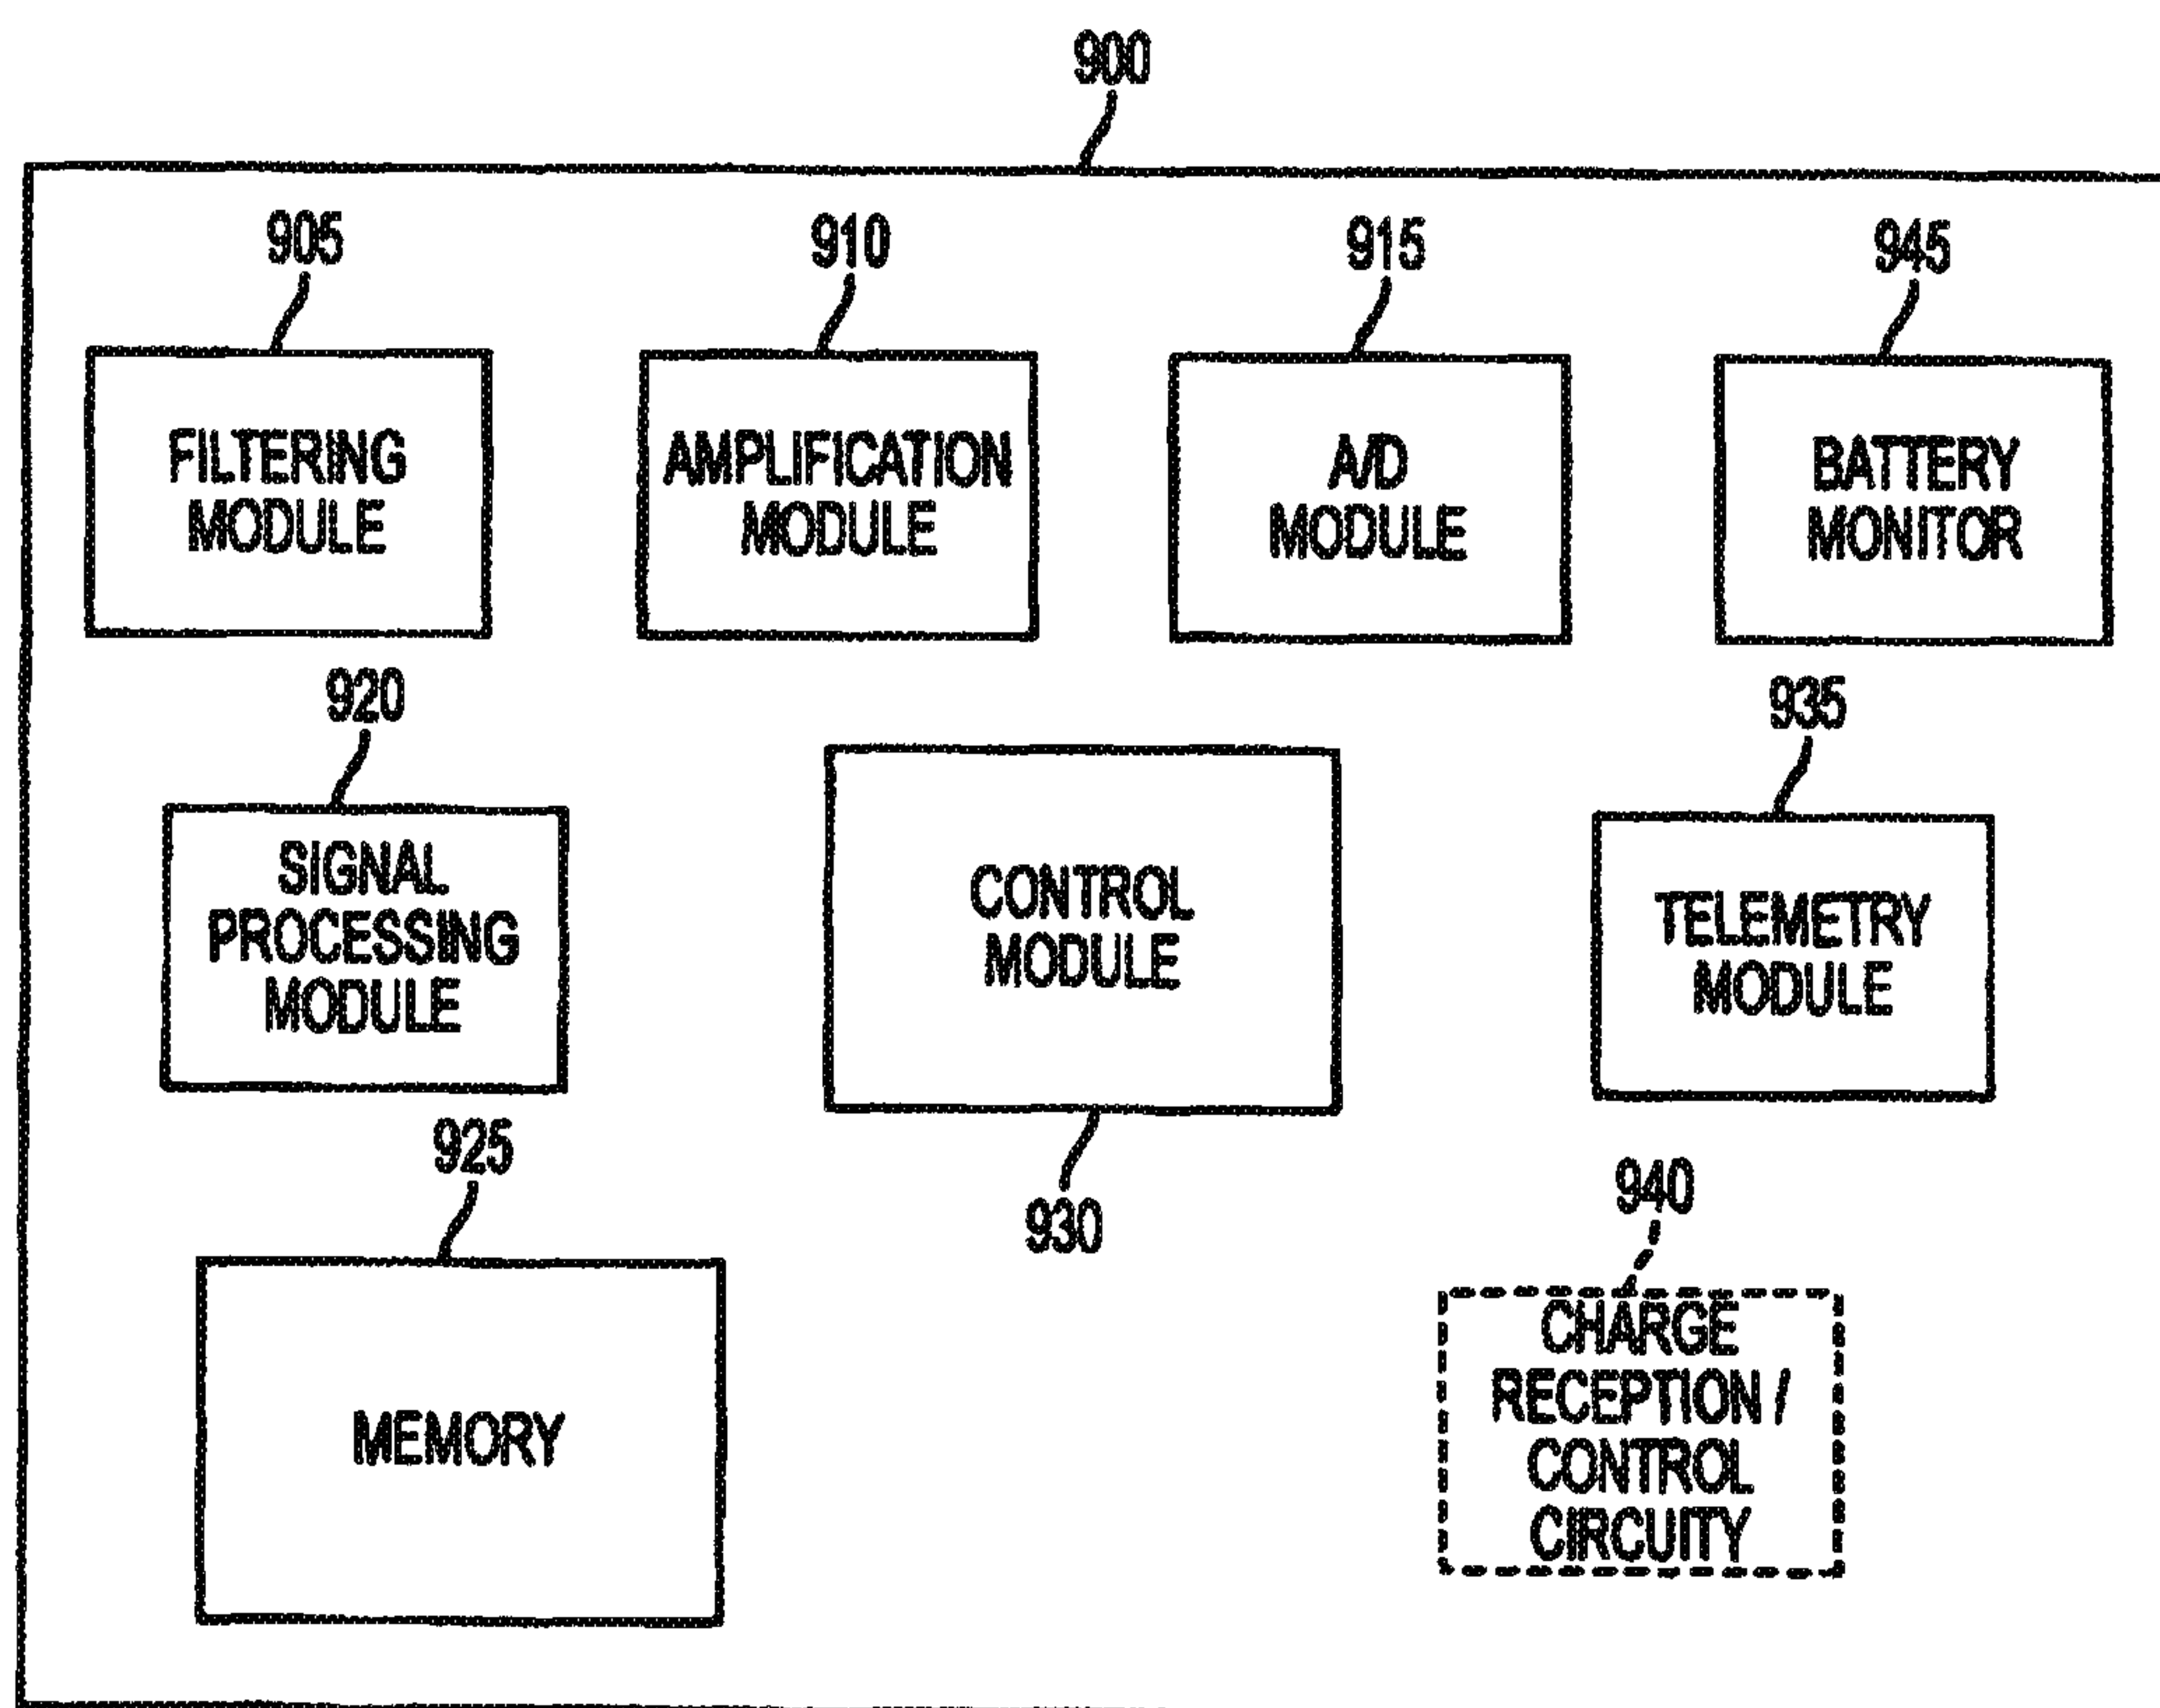 900
905
910
915
945
FILTERING
MODULE
AMPLIFICATION
MODULE
A/D
MODULE
BATTERY
MONITOR
920
935
SIGNAL
PROCESSING
MODULE
CONTROL
MODULE
TELEMETRY
MODULE
925
930
940
MEMORY
CHARGE
RECEPTION /
CONTROL
CIRCUITY